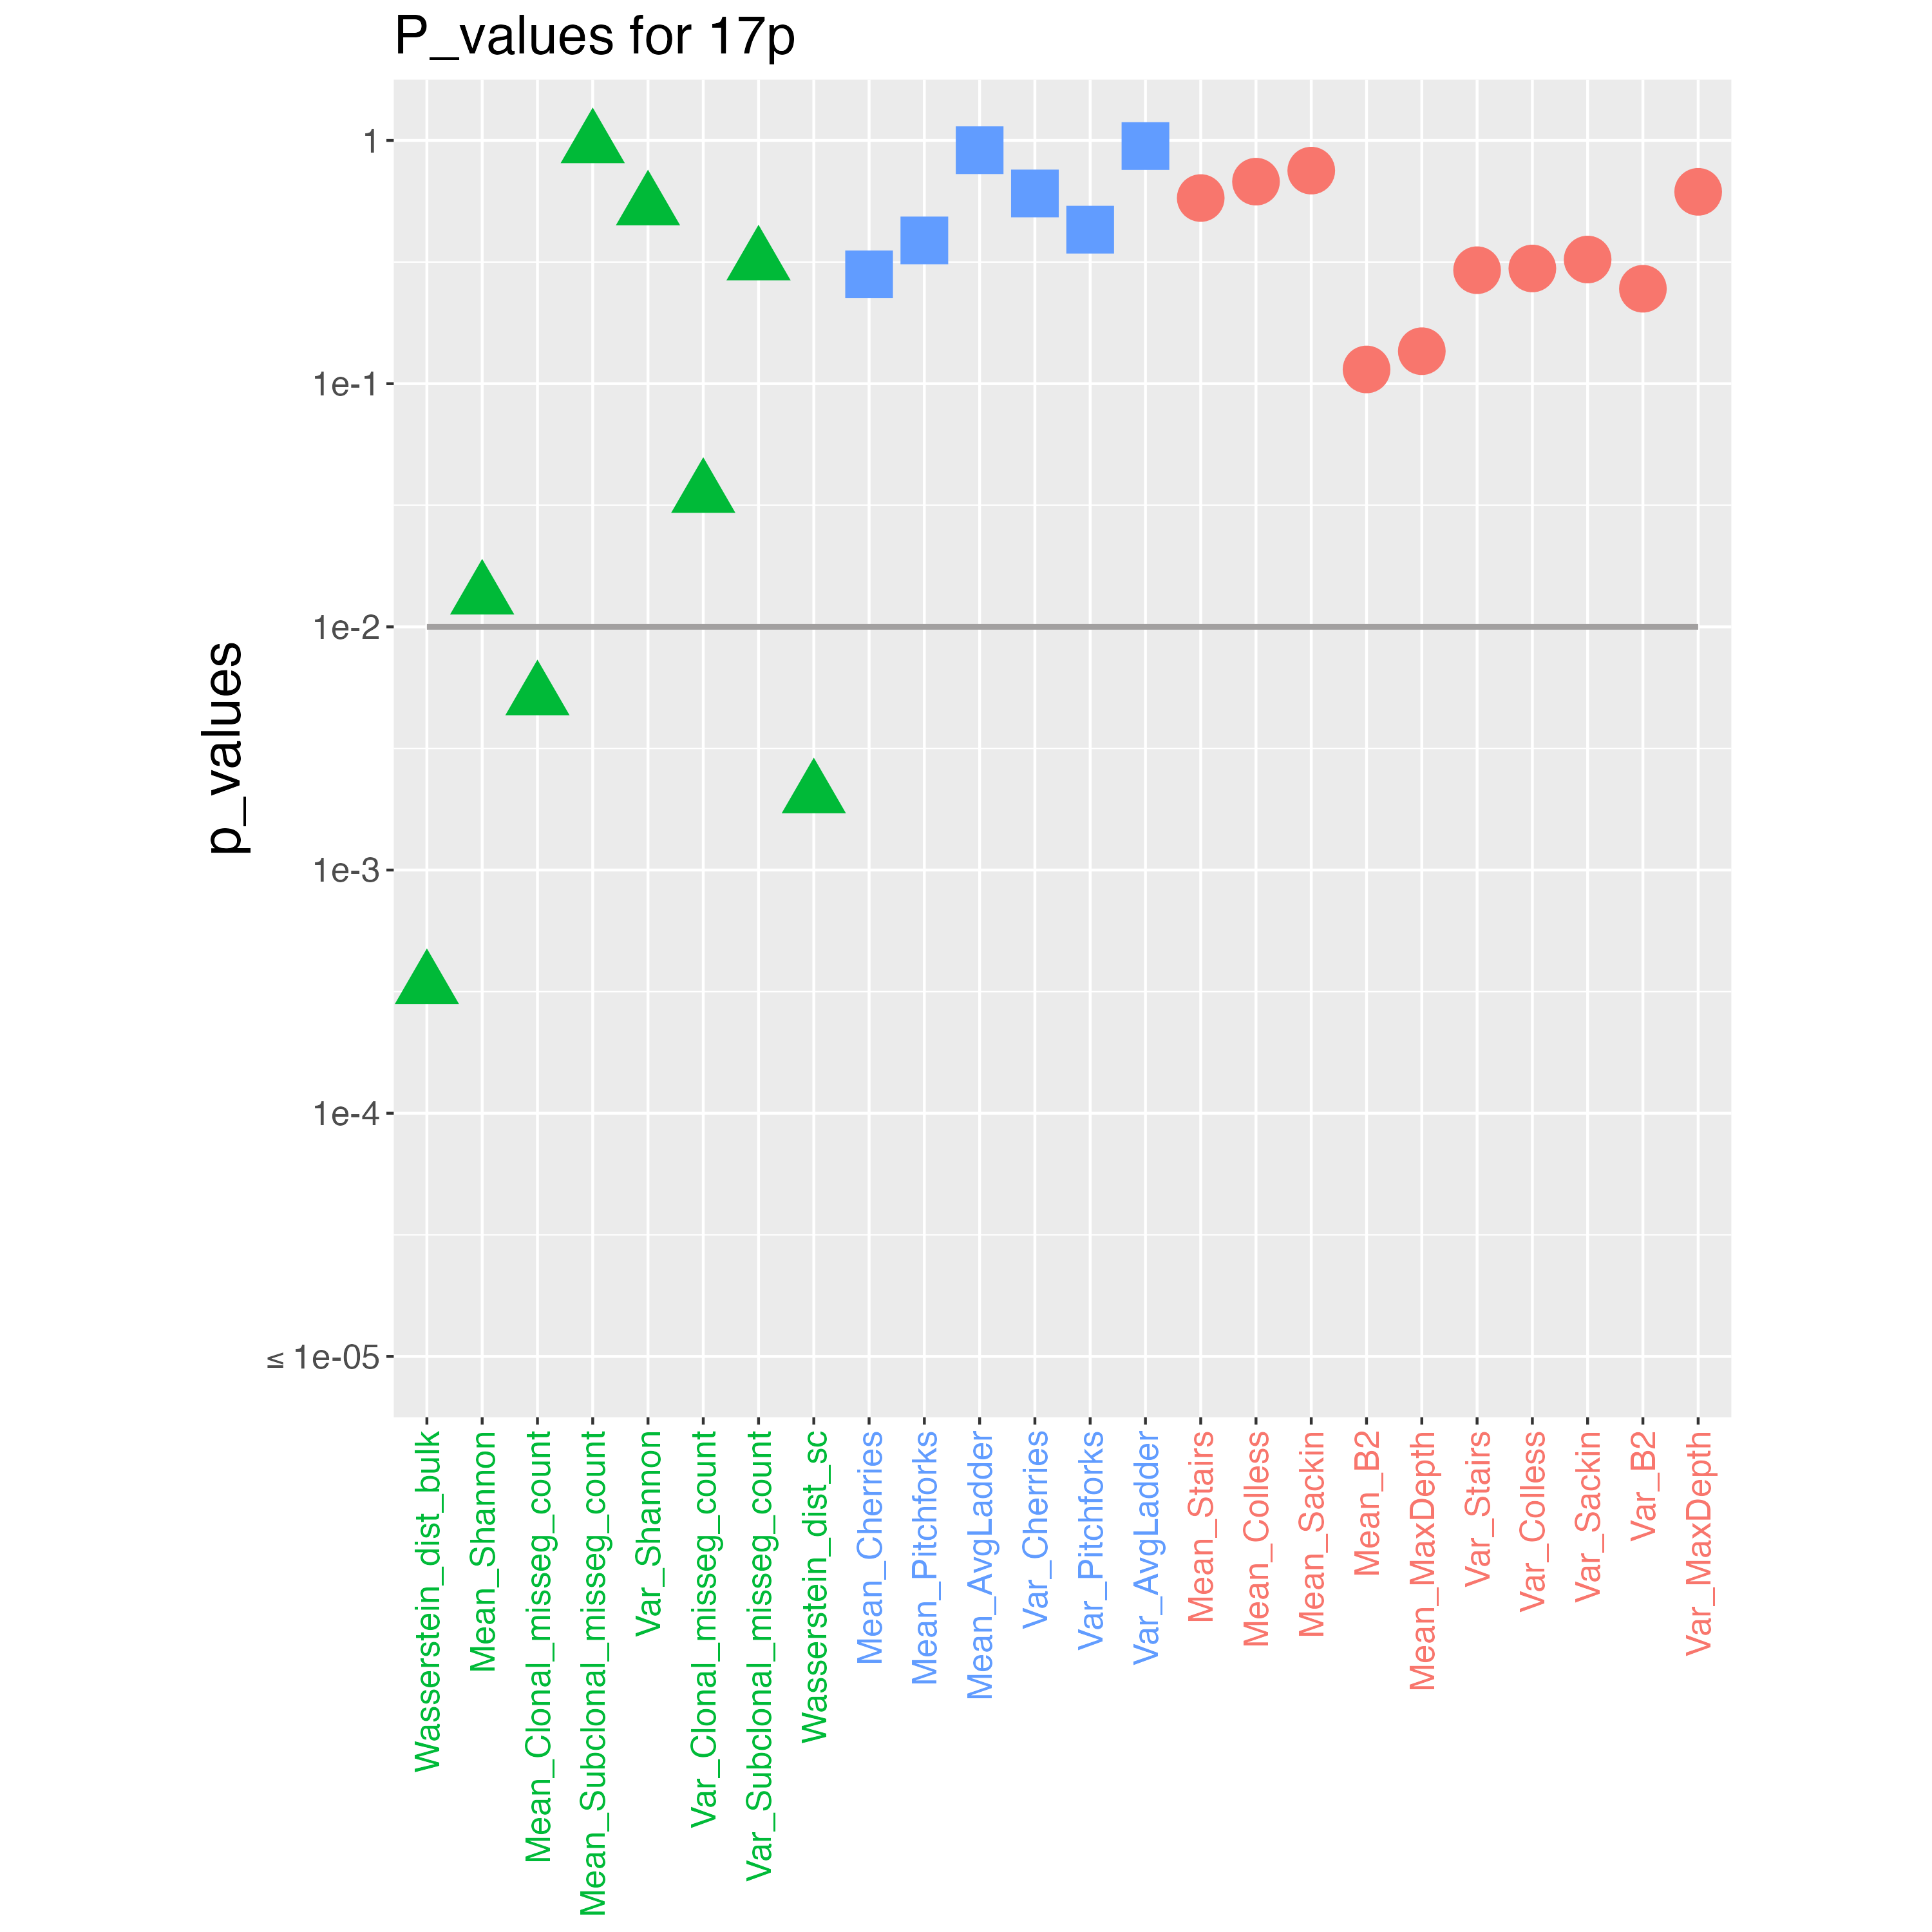 P_values for 17p
p_values
1
1e-1
1e-2
1e-3
1e-4
≤ 1e-05
Wasserstein_dist_bulk
Mean_Shannon
Mean_Clonal_misseg_count
Mean_Subclonal_misseg_count
Var_Shannon
Var_Clonal_misseg_count
Var_Subclonal_misseg_count
Wasserstein_dist_sc
Mean_Cherries
Mean_Pitchforks
Mean_AvgLadder
Var_Cherries
Var_Pitchforks
Var_AvgLadder
Mean_Stairs
Mean_Colless
Mean_Sackin
Mean_B2
Mean_MaxDepth
Var_Stairs
Var_Colless
Var_Sackin
Var_B2
Var_MaxDepth